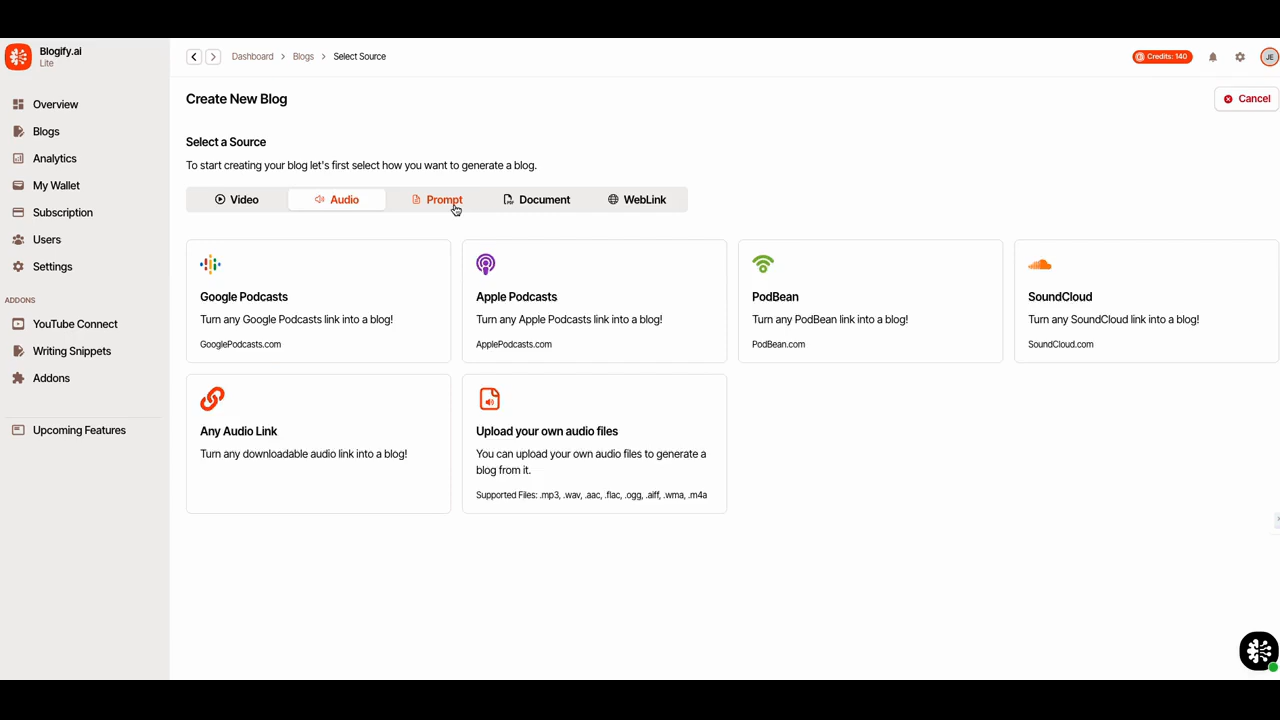 Blogify.ai
Lite
Overview
Blogs
Analytics
My Wallet
Subscription
Users
Settings
ADDONS
YouTube Connect
Writing Snippets
Addons
Upcoming Features
Dashboard > Blogs > Select Source
Credits: 140
JE
Create New Blog
Cancel
Select a Source
To start creating your blog let's first select how you want to generate a blog.
Video
Audio
Prompt
Document
WebLink
Google Podcasts
Turn any Google Podcasts link into a blog!
GooglePodcasts.com
Apple Podcasts
Turn any Apple Podcasts link into a blog!
ApplePodcasts.com
PodBean
Turn any PodBean link into a blog!
PodBean.com
SoundCloud
Turn any SoundCloud link into a blog!
SoundCloud.com
Any Audio Link
Turn any downloadable audio link into a blog!
Upload your own audio files
You can upload your own audio files to generate a
blog from it.
Supported Files: .mp3, .wav, .aac, .flac, .ogg, .aiff, .wma, .m4a